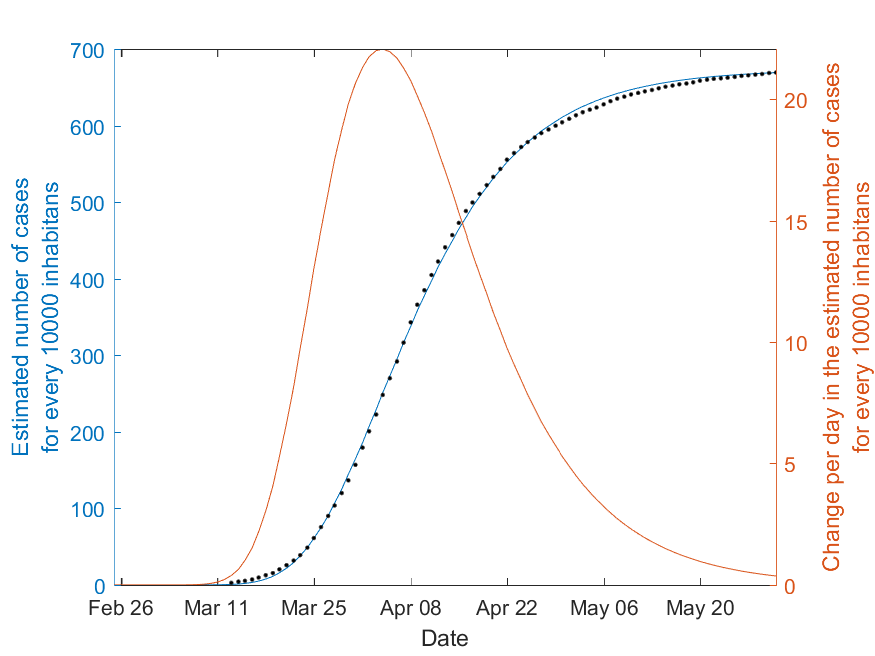 Estimated number of cases
for every 10000 inhabitans
700
600
500
400
300
200
100
0
20
15
10
5
0
Change per day in the estimated number of cases
for every 10000 inhabitans
Feb 26 Mar 11 Mar 25 Apr 08 Apr 22 May 06 May 20
Date